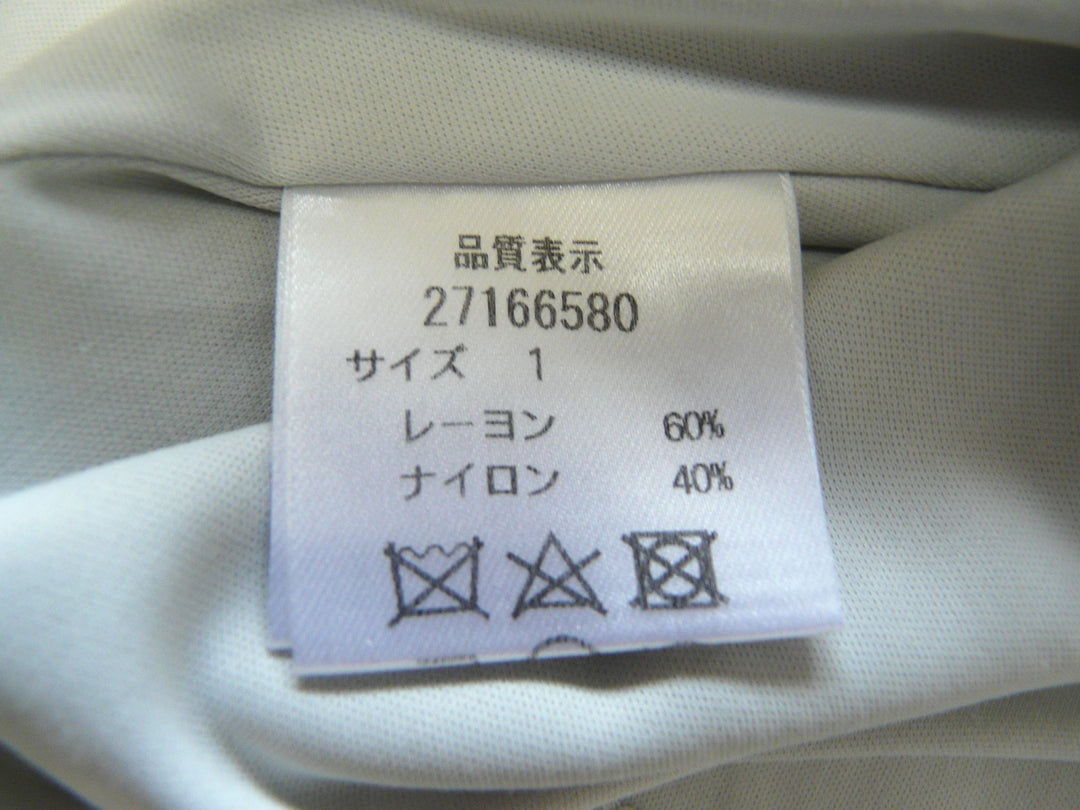 品質表示
27166580
サイズ 1
レーヨン 60%
ナイロン 40%